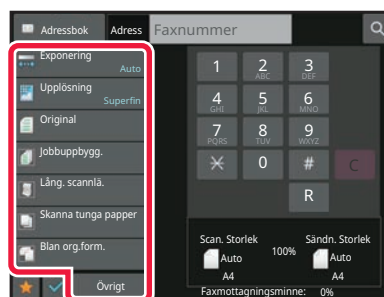 Adressbok Adress Faxnummer
Exponering
Auto
Upplösning
Superfin
Original
Jobbuppbygg.
Lång. scannlä.
Skanna tunga papper
Blan org.form.
Övrigt
1 2 3
ABC DEF
4 5 6
GHI JKL MNO
7 8 9
PQRS TUV WXYZ
0 # C
R
Scan. Storlek Sändn. Storlek
Auto 100% Auto
A4 A4
Faxmottagningsminne: 0%